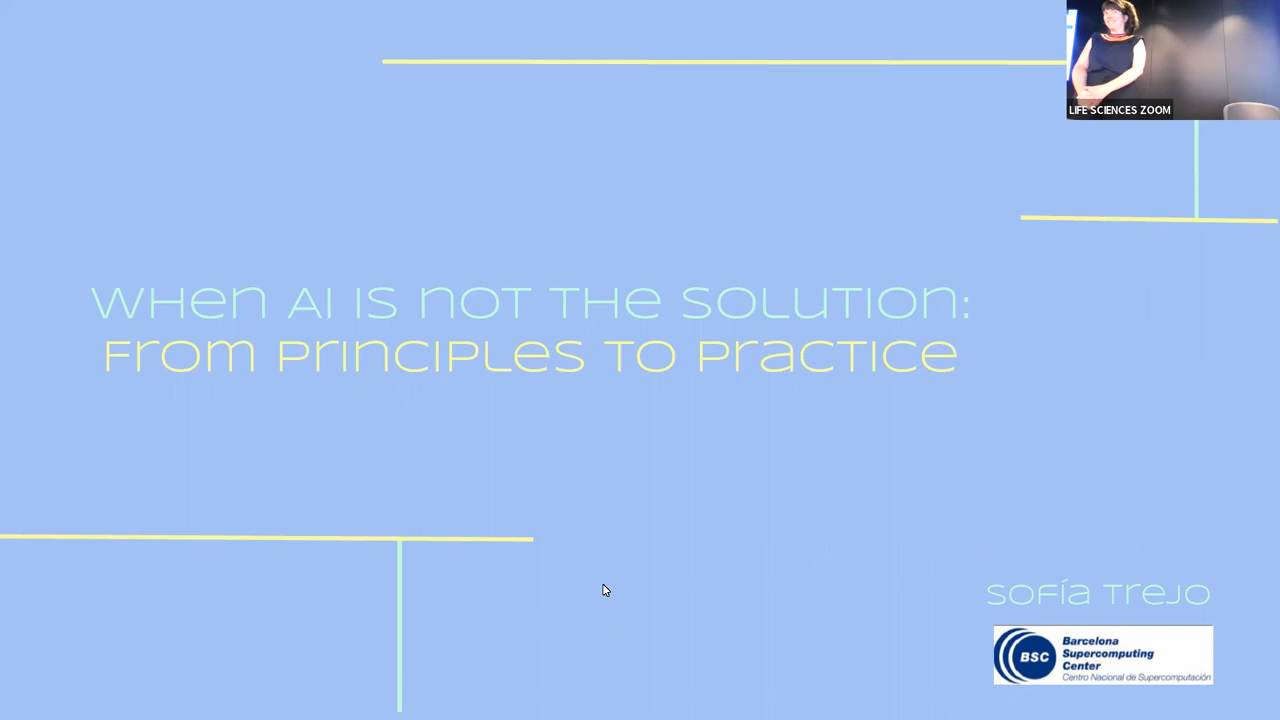 LIFE SCIENCES ZOOM
When AI is not the solution:
From principles to practice
Sofía Trejo
BSC
Barcelona
Supercomputing
Center
Centro Nacional de Supercomputación